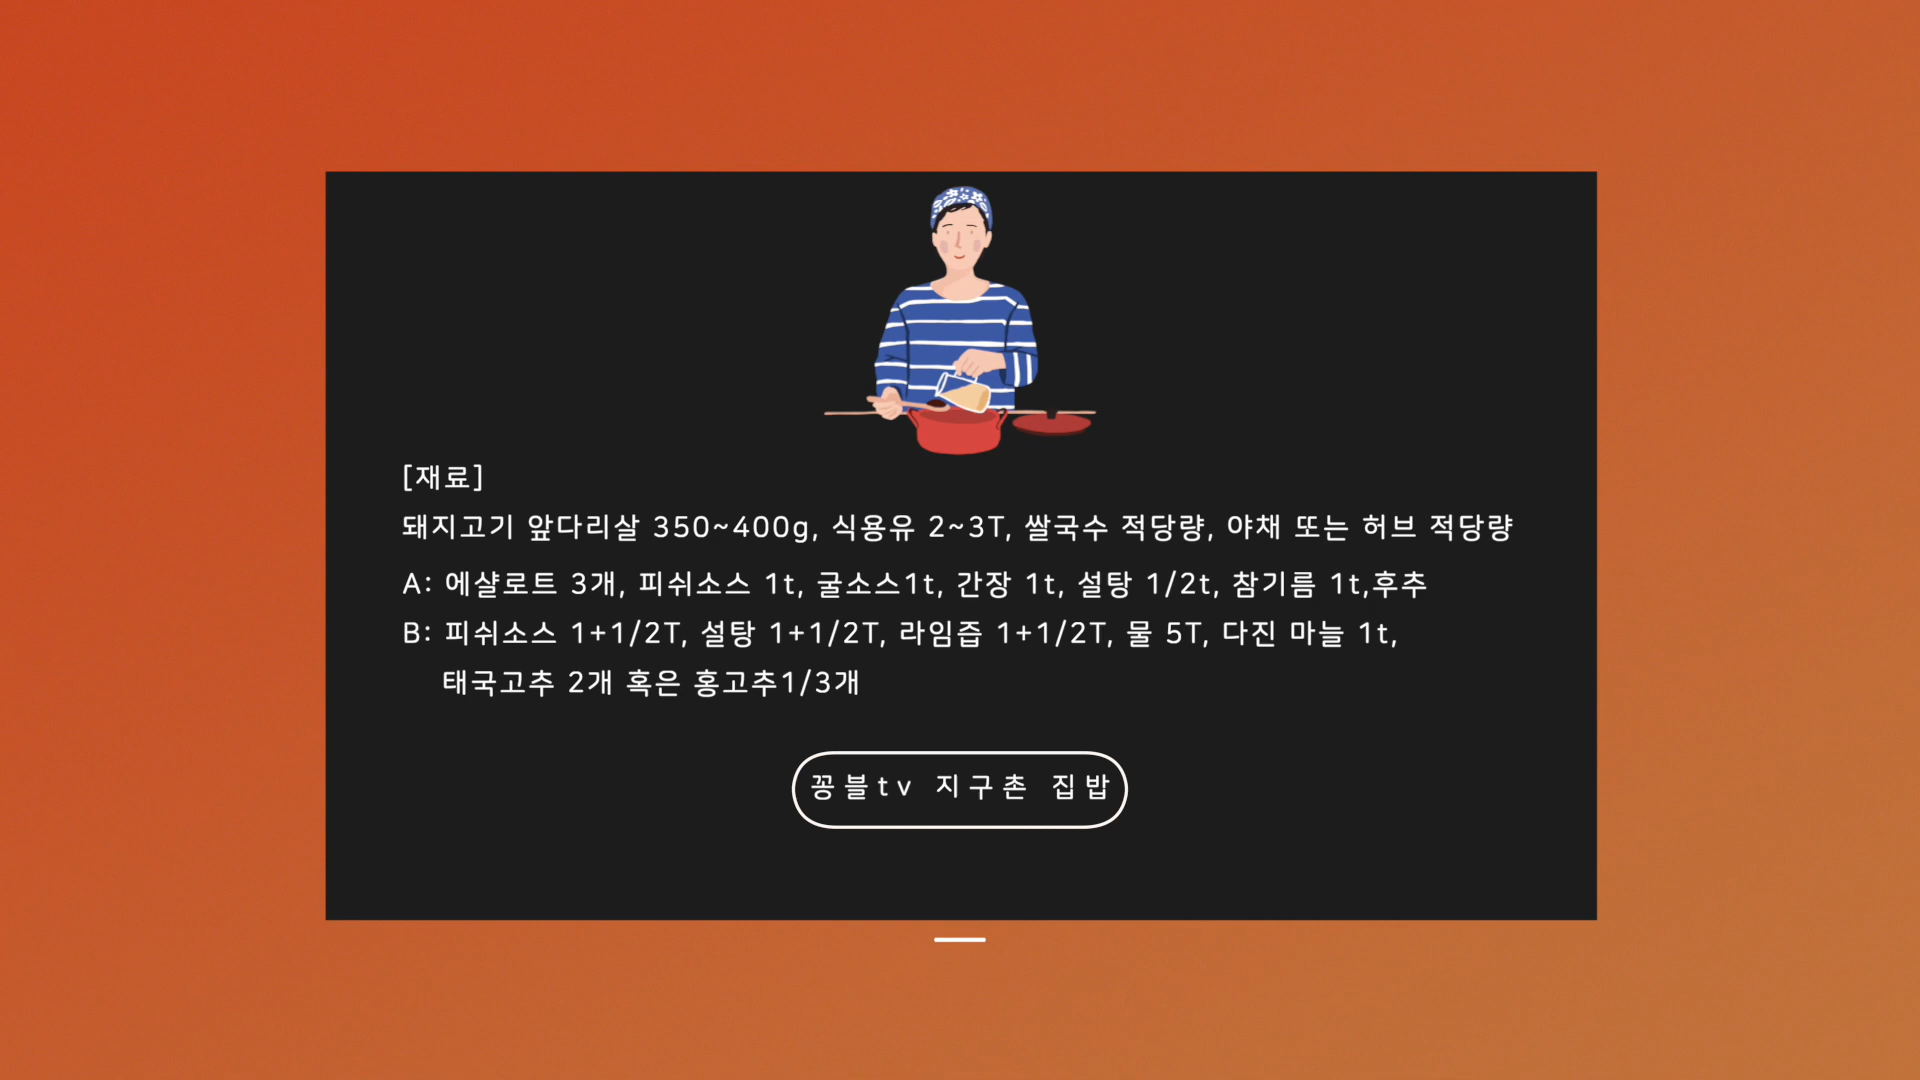 [재료]
돼지고기 앞다리살 350~400g, 식용유 2~3T, 쌀국수 적당량, 야채 또는 허브 적당량
A: 에샬로트 3개, 피쉬소스 1t, 굴소스1t, 간장 1t, 설탕 1/2t, 참기름 1t,후추
B: 피쉬소스 1+1/2T, 설탕 1+1/2T, 라임즙 1+1/2T, 물 5T, 다진 마늘 1t,
태국고추 2개 혹은 홍고추1/3개
꽁블tv 지구촌 집밥